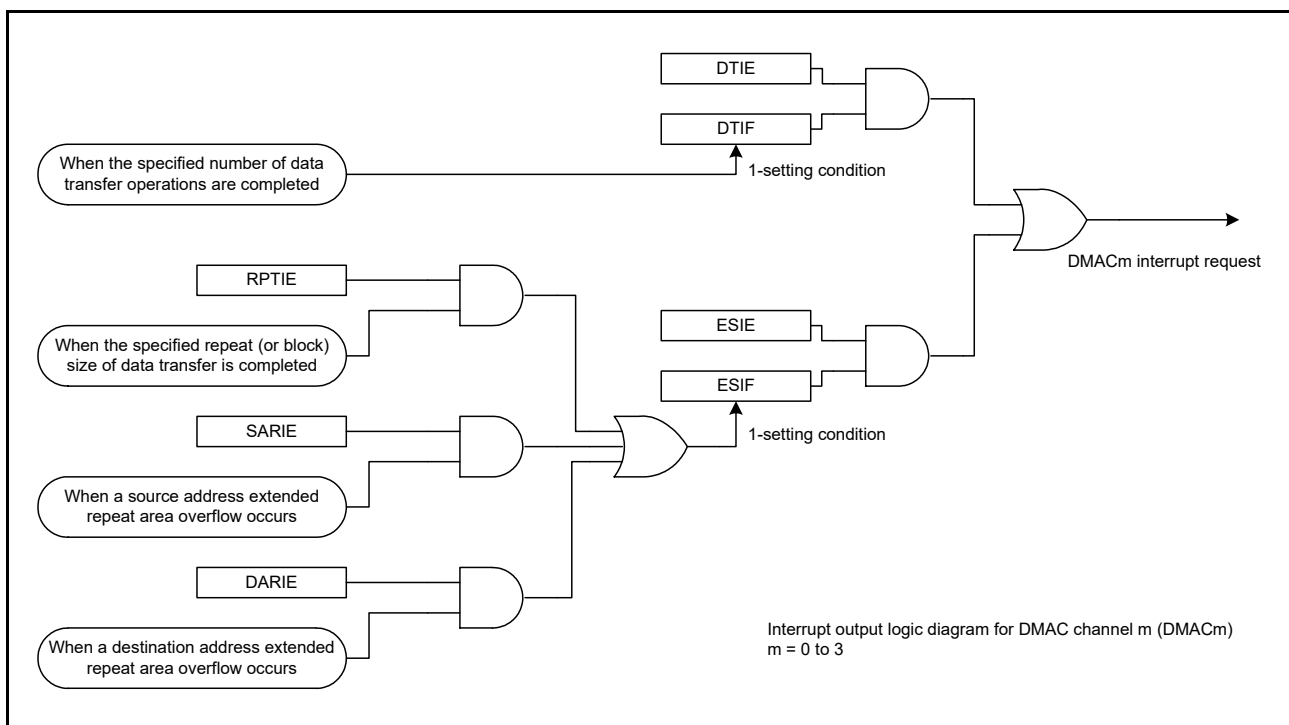 DTIE
DTIF
When the specified number of data
transfer operations are completed
1-setting condition
DMACm interrupt request
RPTIE
When the specified repeat (or block)
size of data transfer is completed
ESIE
ESIF
1-setting condition
SARIE
When a source address extended
repeat area overflow occurs
DARIE
When a destination address extended
repeat area overflow occurs
Interrupt output logic diagram for DMAC channel m (DMACm)
m = 0 to 3